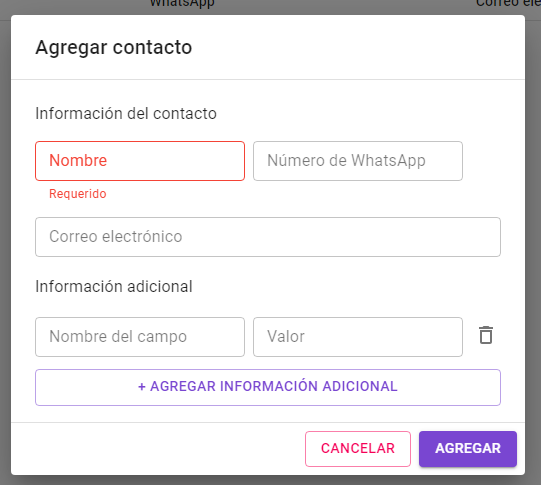 WhatsApp Correo ele
Agregar contacto
Información del contacto
Nombre Número de WhatsApp
Requerido
Correo electrónico
Información adicional
Nombre del campo Valor
+ AGREGAR INFORMACIÓN ADICIONAL
CANCELAR AGREGAR